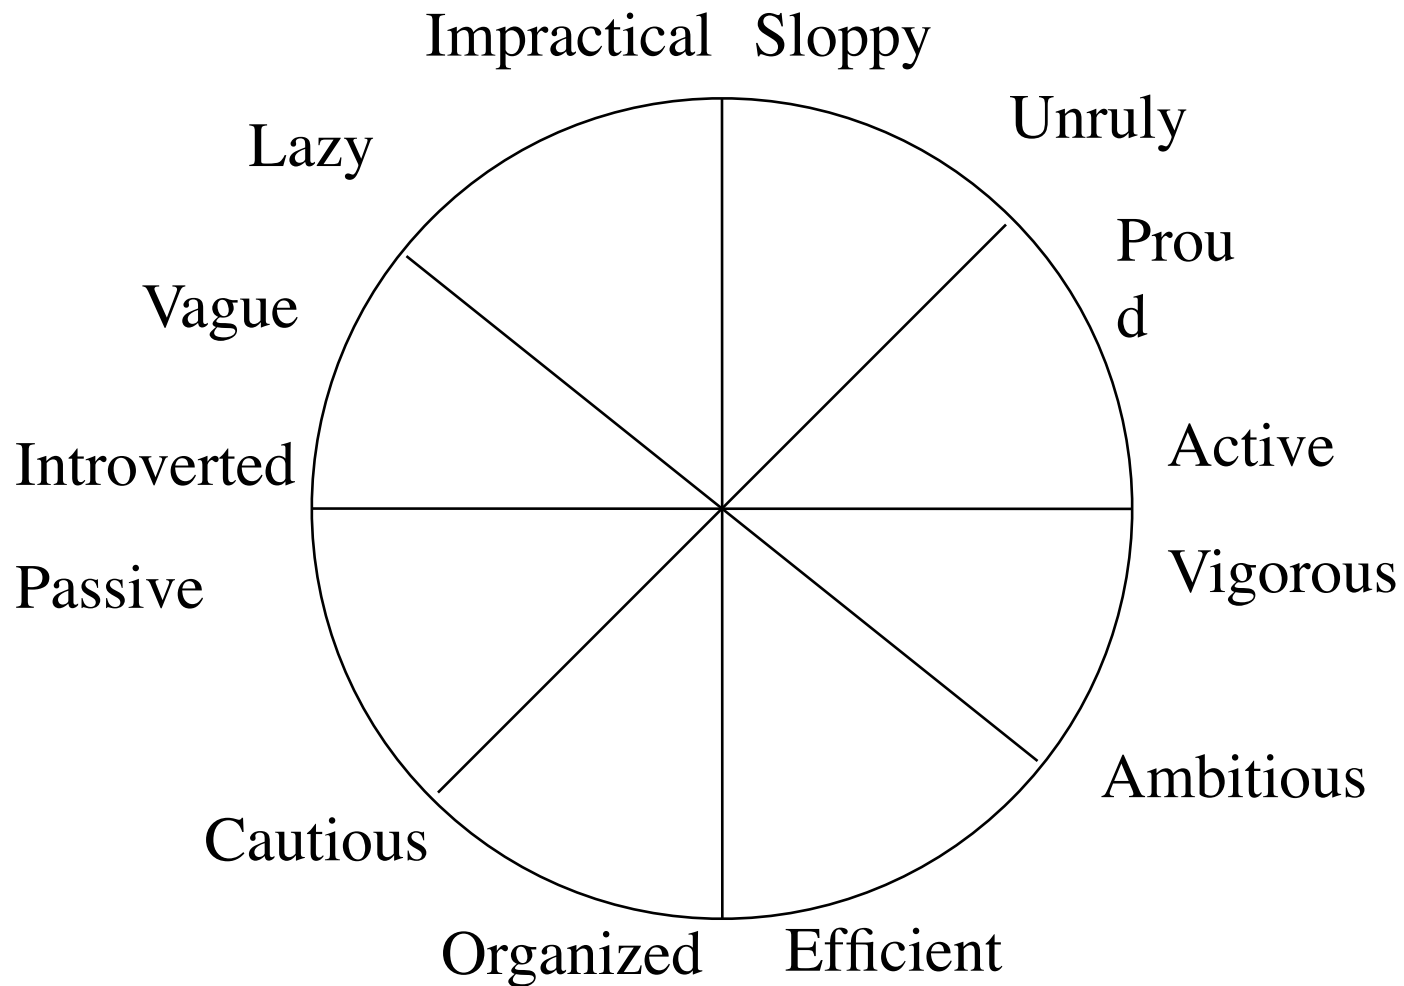 Impractical Sloppy
Unruly
Lazy
Prou
d
Vague
Active
Introverted
Vigorous
Passive
Ambitious
Cautious
Efficient
Organized